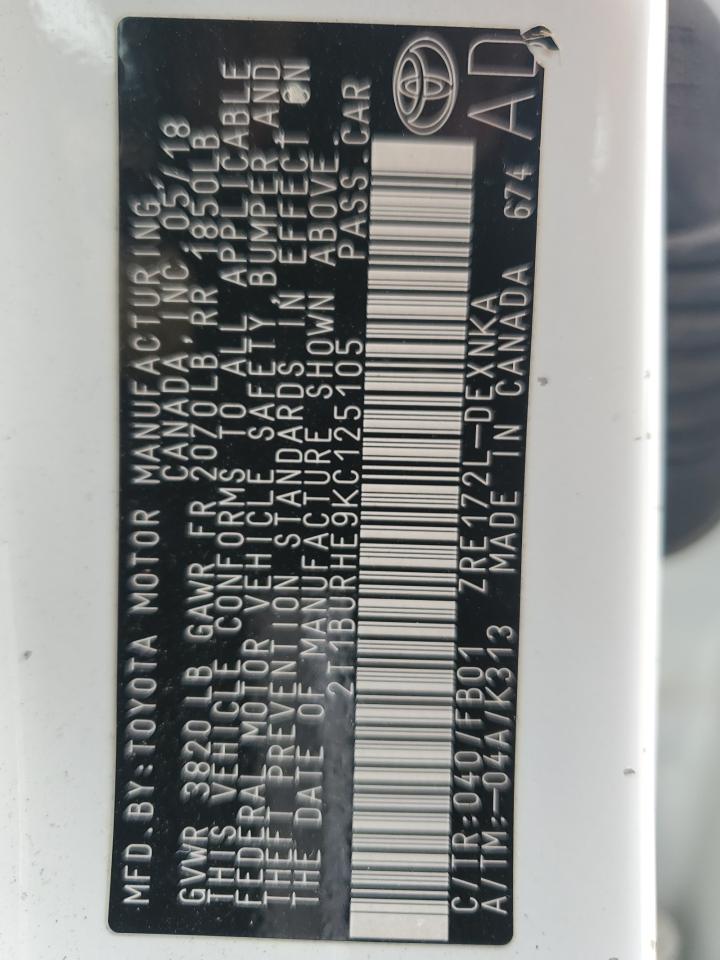 MFD.BY:TOYOTA MOTOR MANUFACTURING
CANADA, INC 05/18
GVWR 3820 LB GAWR FR 2070LB, RR 1850LB
THIS VEHICLE CONFORMS TO ALL APPLICABLE
FEDERAL MOTOR VEHICLE SAFETY, BUMPER, AND
THEFT PREVENTION STANDARDS IN EFFECT ON
THE DATE OF MANUFACTURE SHOWN ABOVE.
2T1BURHE9KC125105 PASS.CAR
C/TR:040/FB01 ZRE172L-DEXNKA
A/TM:-04A/K313 MADE IN CANADA 674 AD